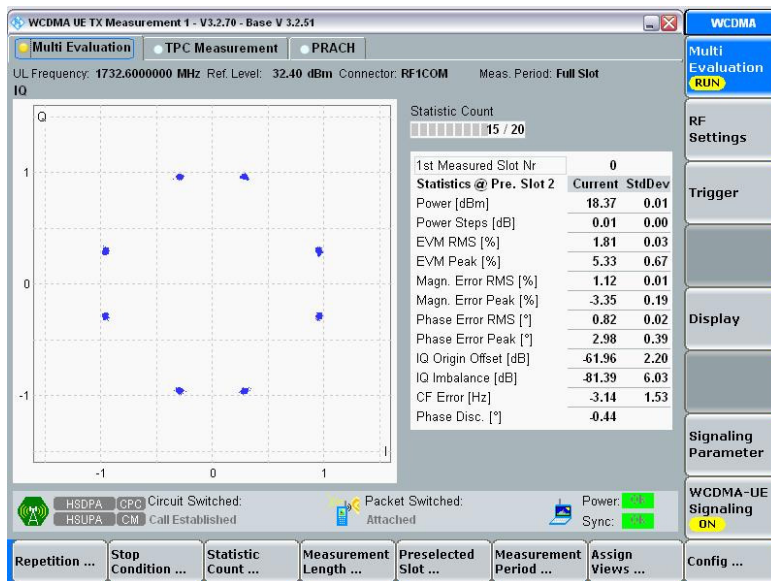 WCDMA UE TX Measurement 1 - V3.2.70 - Base V 3.2.51
WCDMA
Multi Evaluation
TPC Measurement
PRACH
UL Frequency: 1732.6000000 MHz Ref. Level: 32.40 dBm Connector: RF1COM Meas. Period: Full Slot
IQ
Q
1
0
-1
-1 0 1
I
Statistic Count
15 / 20
1st Measured Slot Nr 0
Statistics @ Pre. Slot 2 Current StdDev
Power [dBm] 18.37 0.01
Power Steps [dB] 0.01 0.00
EVM RMS [%] 1.81 0.03
EVM Peak [%] 5.33 0.67
Magn. Error RMS [%] 1.12 0.01
Magn. Error Peak [%] -3.35 0.19
Phase Error RMS [°] 0.82 0.02
Phase Error Peak [°] 2.98 0.39
IQ Origin Offset [dB] -61.96 2.20
IQ Imbalance [dB] -81.39 6.03
CF Error [Hz] -3.14 1.53
Phase Disc. [°] -0.44
Multi
Evaluation
RUN
RF
Settings
Trigger
Display
Signaling
Parameter
WCDMA-UE
Signaling
ON
HSDPA CPC Circuit Switched:
HSUPA CM Call Established
Packet Switched:
Attached
Power:
Sync:
Repetition ...
Stop
Condition ...
Statistic
Count ...
Measurement
Length ...
Preselected
Slot ...
Measurement
Period ...
Assign
Views ...
Config ...